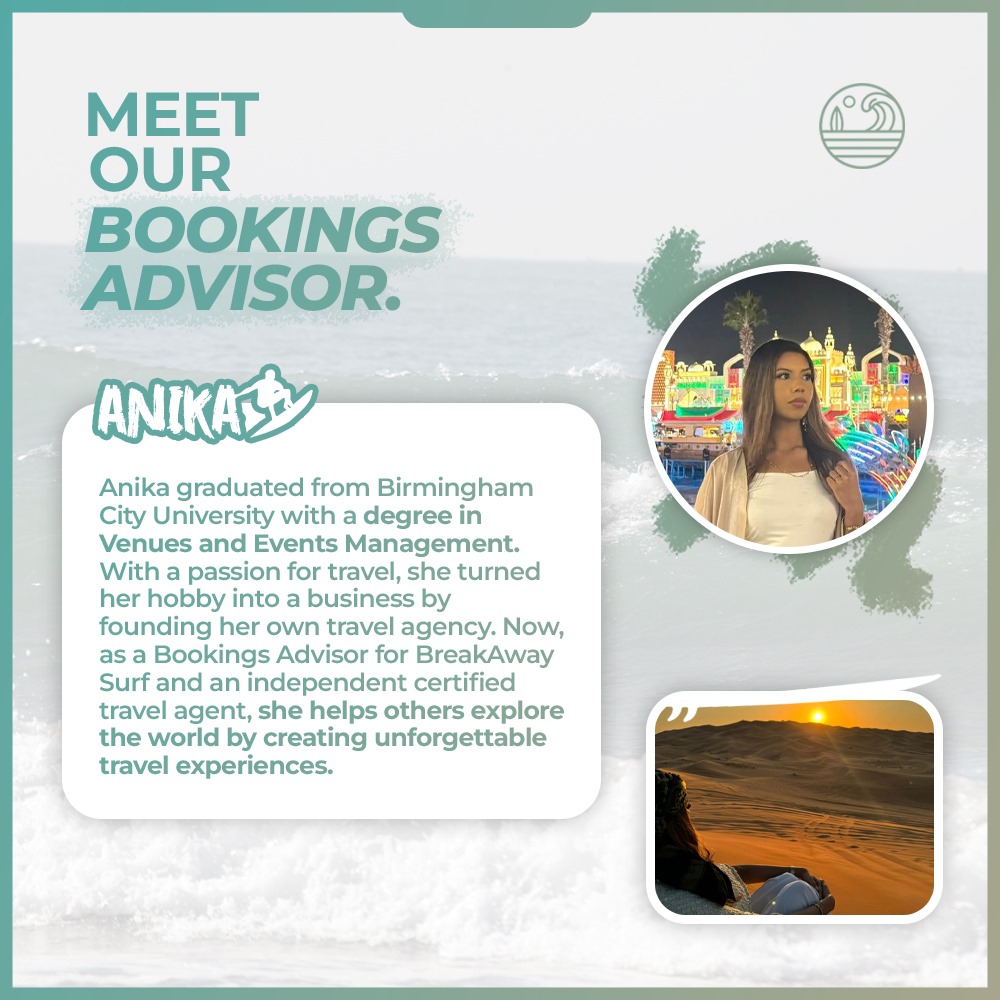 MEET
OUR
BOOKINGS
ADVISOR.
ANIKA
Anika graduated from Birmingham
City University with a degree in
Venues and Events Management.
With a passion for travel, she turned
her hobby into a business by
founding her own travel agency. Now,
as a Bookings Advisor for BreakAway
Surf and an independent certified
travel agent, she helps others explore
the world by creating unforgettable
travel experiences.